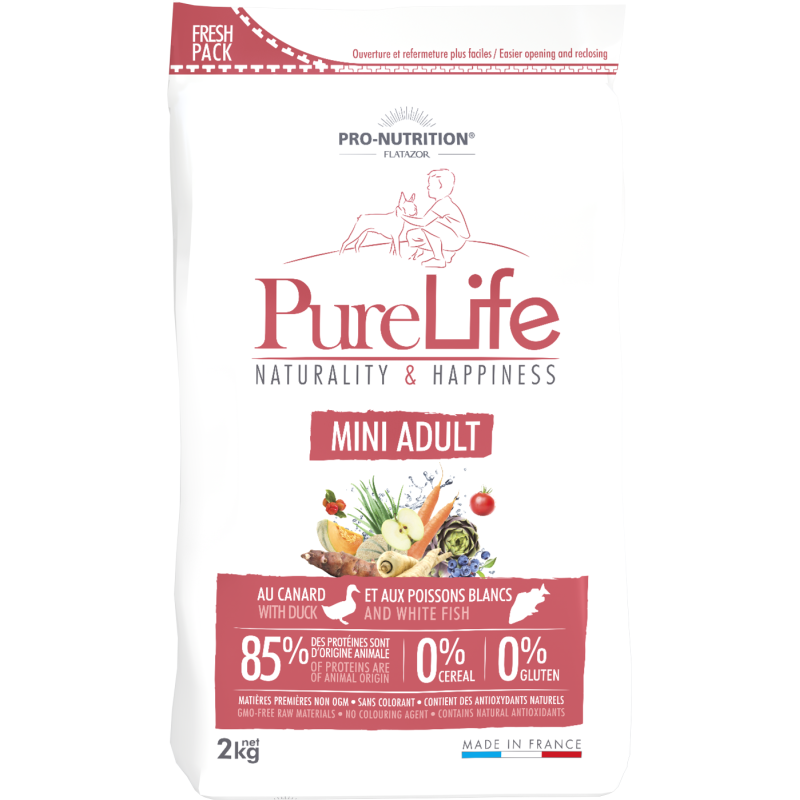 FRESH
PACK
Ouverture et refermeture plus faciles / Easier opening and reclosing
PRO-NUTRITION®
FLATAZOR
PureLife
NATURALITY & HAPPINESS
MINI ADULT
AU CANARD
WITH DUCK
ET AUX POISSONS BLANCS
AND WHITE FISH
85%
DES PROTÉINES SONT
D'ORIGINE ANIMALE
OF PROTEINS ARE
OF ANIMAL ORIGIN
0%
CEREAL
0%
GLUTEN
MATIÈRES PREMIÈRES NON OGM • SANS COLORANT • CONTIENT DES ANTIOXYDANTS NATURELS
GMO-FREE RAW MATERIALS • NO COLOURING AGENT • CONTAINS NATURAL ANTIOXIDANTS
2kg net
MADE IN FRANCE